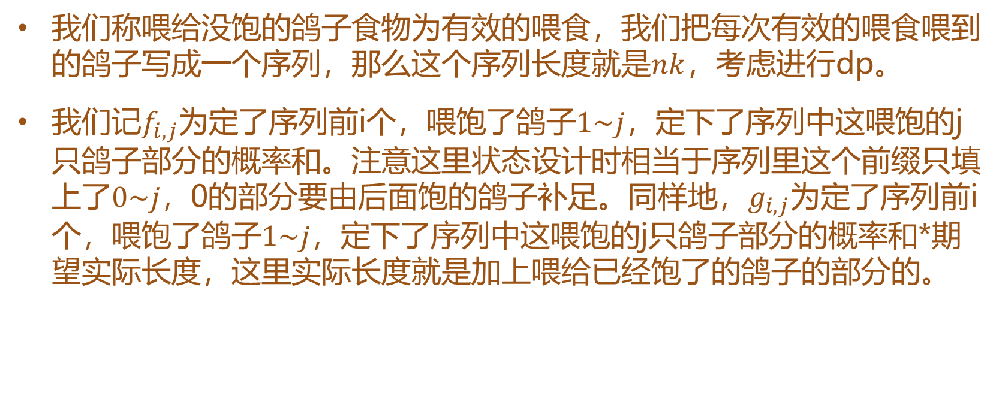 • 我们称喂给没饱的鸽子食物为有效的喂食，我们把每次有效的喂食喂到
的鸽子写成一个序列，那么这个序列长度就是nk，考虑进行dp。
• 我们记f_{i,j}为定了序列前i个，喂饱了鸽子1~j，定下了序列中这喂饱的j
只鸽子部分的概率和。注意这里状态设计时相当于序列里这个前缀只填
上了0~j，0的部分要由后面饱的鸽子补足。同样地，g_{i,j}为定了序列前i
个，喂饱了鸽子1~j，定下了序列中这喂饱的j只鸽子部分的概率和*期
望实际长度，这里实际长度就是加上喂给已经饱了的鸽子的部分的。